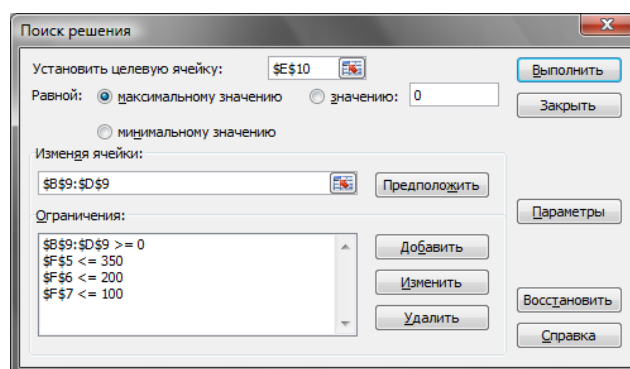 Поиск решения
Установить целевую ячейку: $E$10 Выполнить
Равной: максимальному значению значению: 0 Закрыть
минимальному значению
Изменяя ячейки:
$B$9:$D$9 Предположить
Ограничения: Параметры
$B$9:$D$9 >= 0 Добавить
$F$5 <= 350
$F$6 <= 200 Изменить
$F$7 <= 100
Восстановить
Удалить
Справка